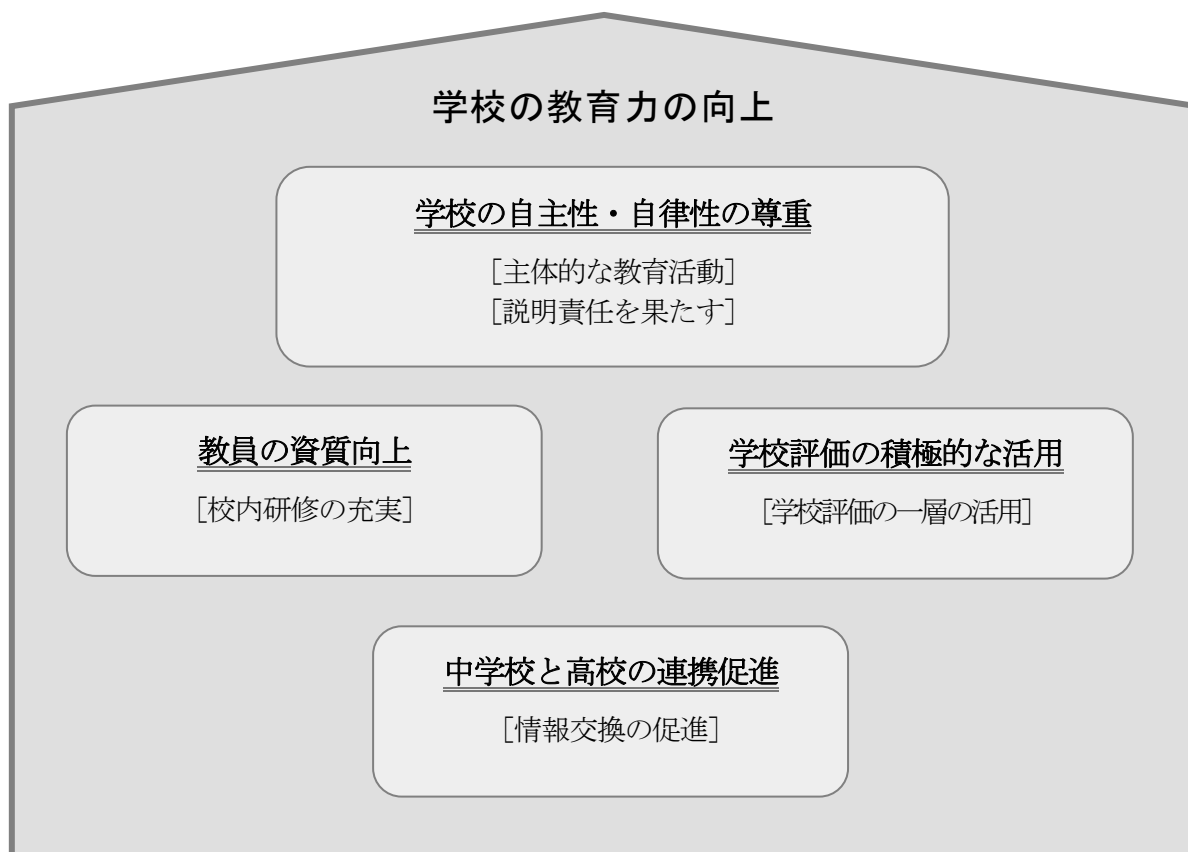 学校の教育力の向上
学校の自主性・自律性の尊重
［主体的な教育活動］
［説明責任を果たす］
教員の資質向上
［校内研修の充実］
学校評価の積極的な活用
［学校評価の一層の活用］
中学校と高校の連携促進
［情報交換の促進］